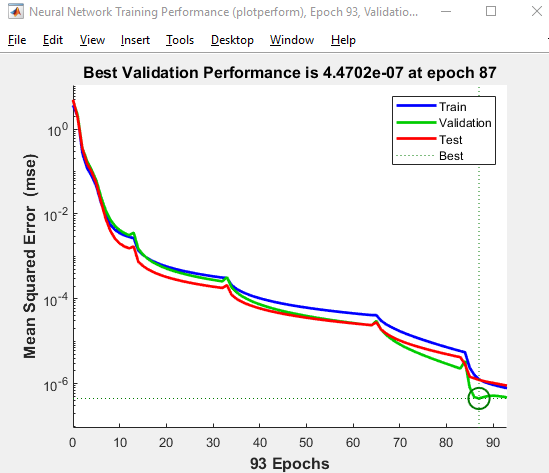 Neural Network Training Performance (plotperform), Epoch 93, Validatio...
File Edit View Insert Tools Desktop Window Help
Best Validation Performance is 4.4702e-07 at epoch 87
Train
Validation
Test
Best
Mean Squared Error (mse)
10^0
10^-2
10^-4
10^-6
0 10 20 30 40 50 60 70 80 90
93 Epochs